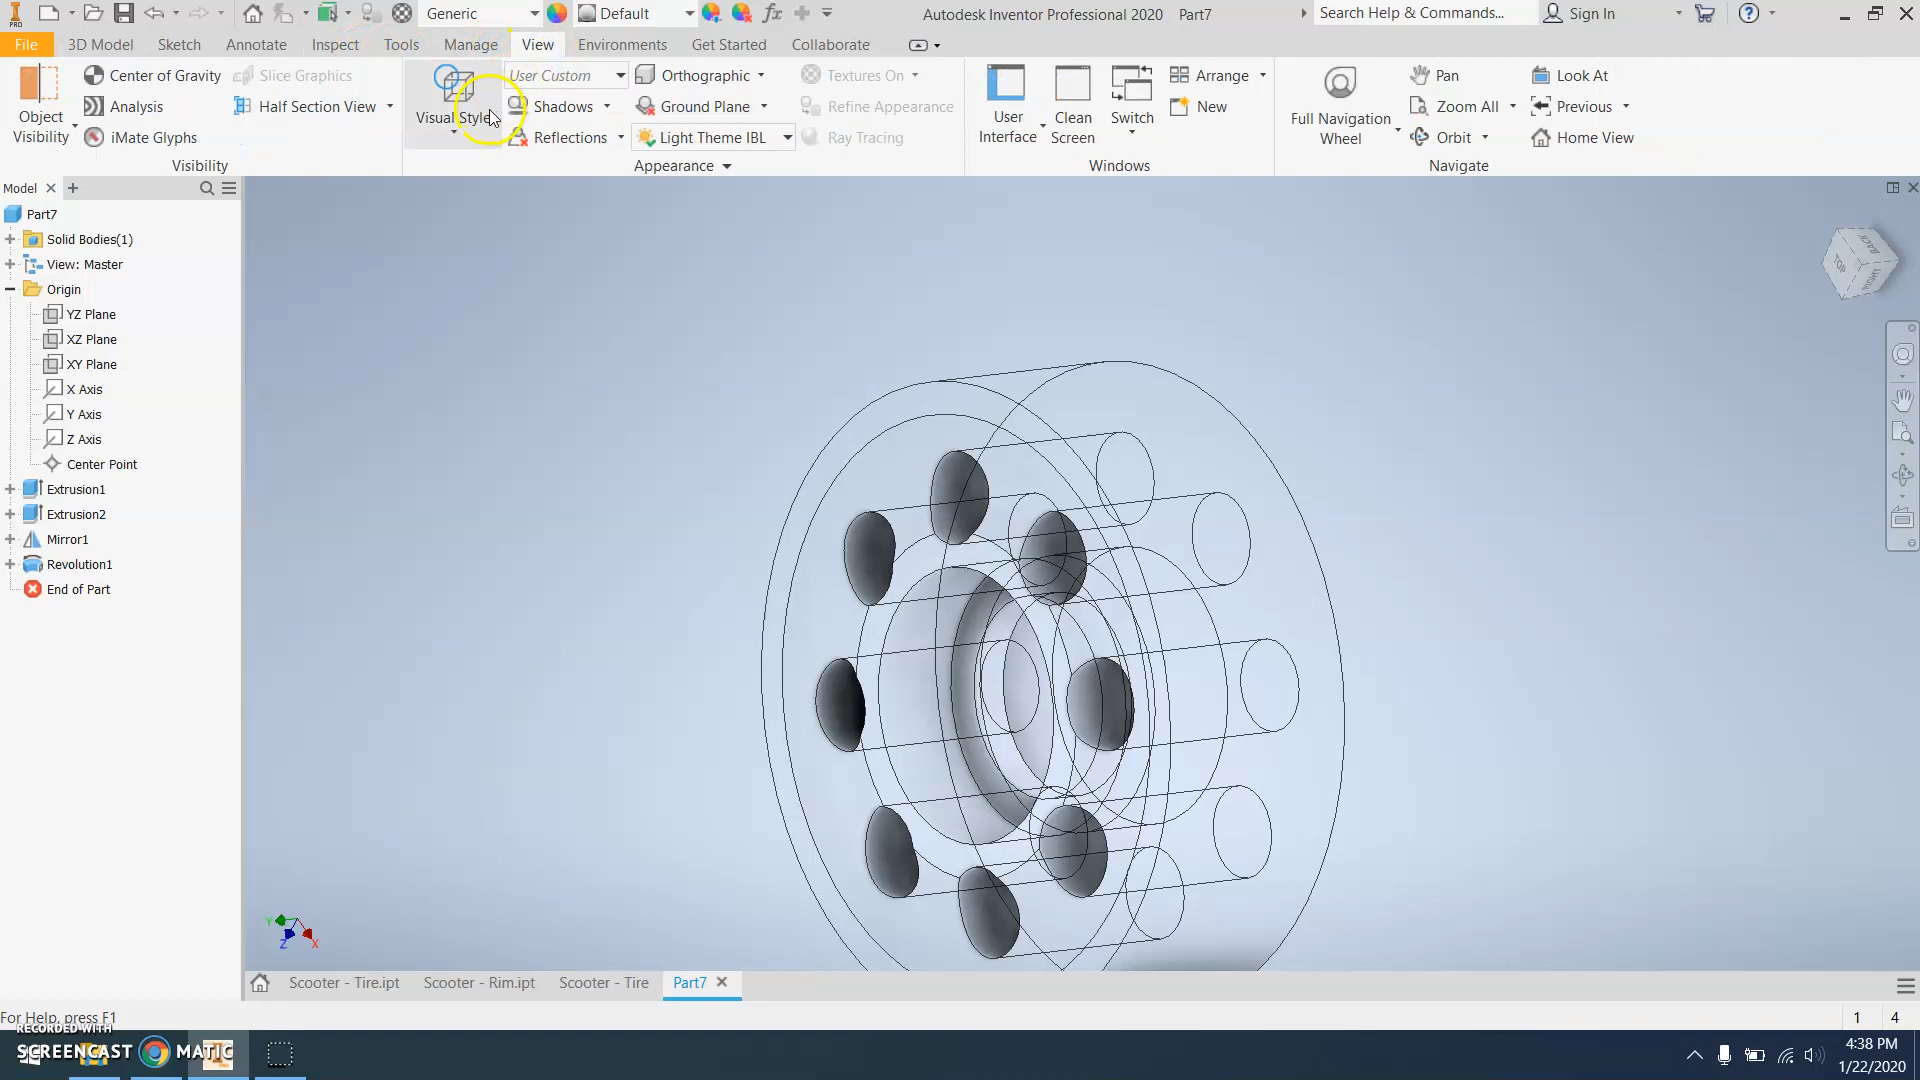 PRO
Generic
Default
fx
Autodesk Inventor Professional 2020 Part7
Search Help & Commands...
Sign In
File
3D Model
Sketch
Annotate
Inspect
Tools
Manage
View
Environments
Get Started
Collaborate
Object
Visibility
Center of Gravity
Analysis
iMate Glyphs
Slice Graphics
Half Section View
Visibility
Visual Style
User Custom
Shadows
Reflections
Orthographic
Ground Plane
Light Theme IBL
Textures On
Refine Appearance
Ray Tracing
Appearance
User
Interface
Clean
Screen
Switch
Arrange
New
Windows
Full Navigation
Wheel
Pan
Zoom All
Orbit
Look At
Previous
Home View
Navigate
Model
Part7
Solid Bodies(1)
View: Master
Origin
YZ Plane
XZ Plane
XY Plane
X Axis
Y Axis
Z Axis
Center Point
Extrusion1
Extrusion2
Mirror1
Revolution1
End of Part
BACK
TOP
RIGHT
Y
Z
X
Scooter - Tire.ipt
Scooter - Rim.ipt
Scooter - Tire
Part7
For Help, press F1
1
4
RECORDED WITH
SCREENCAST MATIC
4:38 PM
1/22/2020